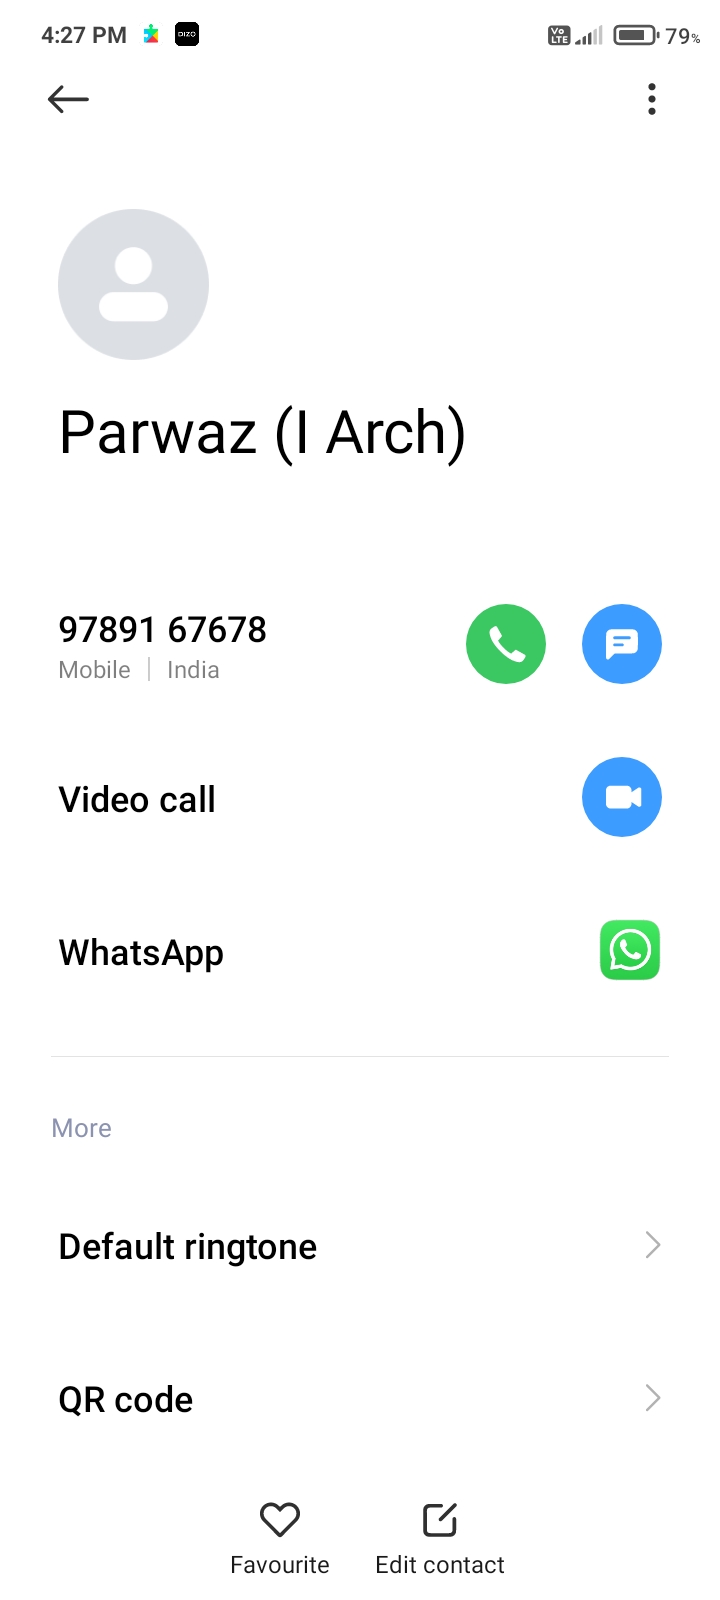 4:27 PM DIZO Vo LTE 79%
Parwaz (I Arch)
97891 67678
Mobile | India
Video call
WhatsApp
More
Default ringtone
QR code
Favourite Edit contact